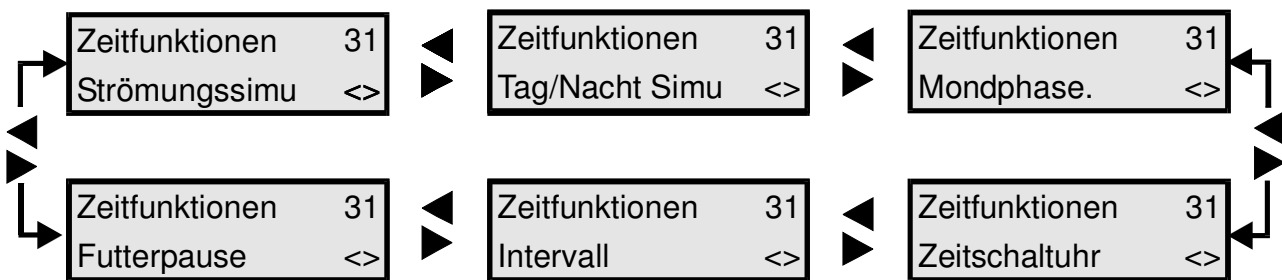 Zeitfunktionen 31
Strömungssimu <>
Zeitfunktionen 31
Tag/Nacht Simu <>
Zeitfunktionen 31
Mondphase. <>
Zeitfunktionen 31
Futterpause <>
Zeitfunktionen 31
Intervall <>
Zeitfunktionen 31
Zeitschaltuhr <>